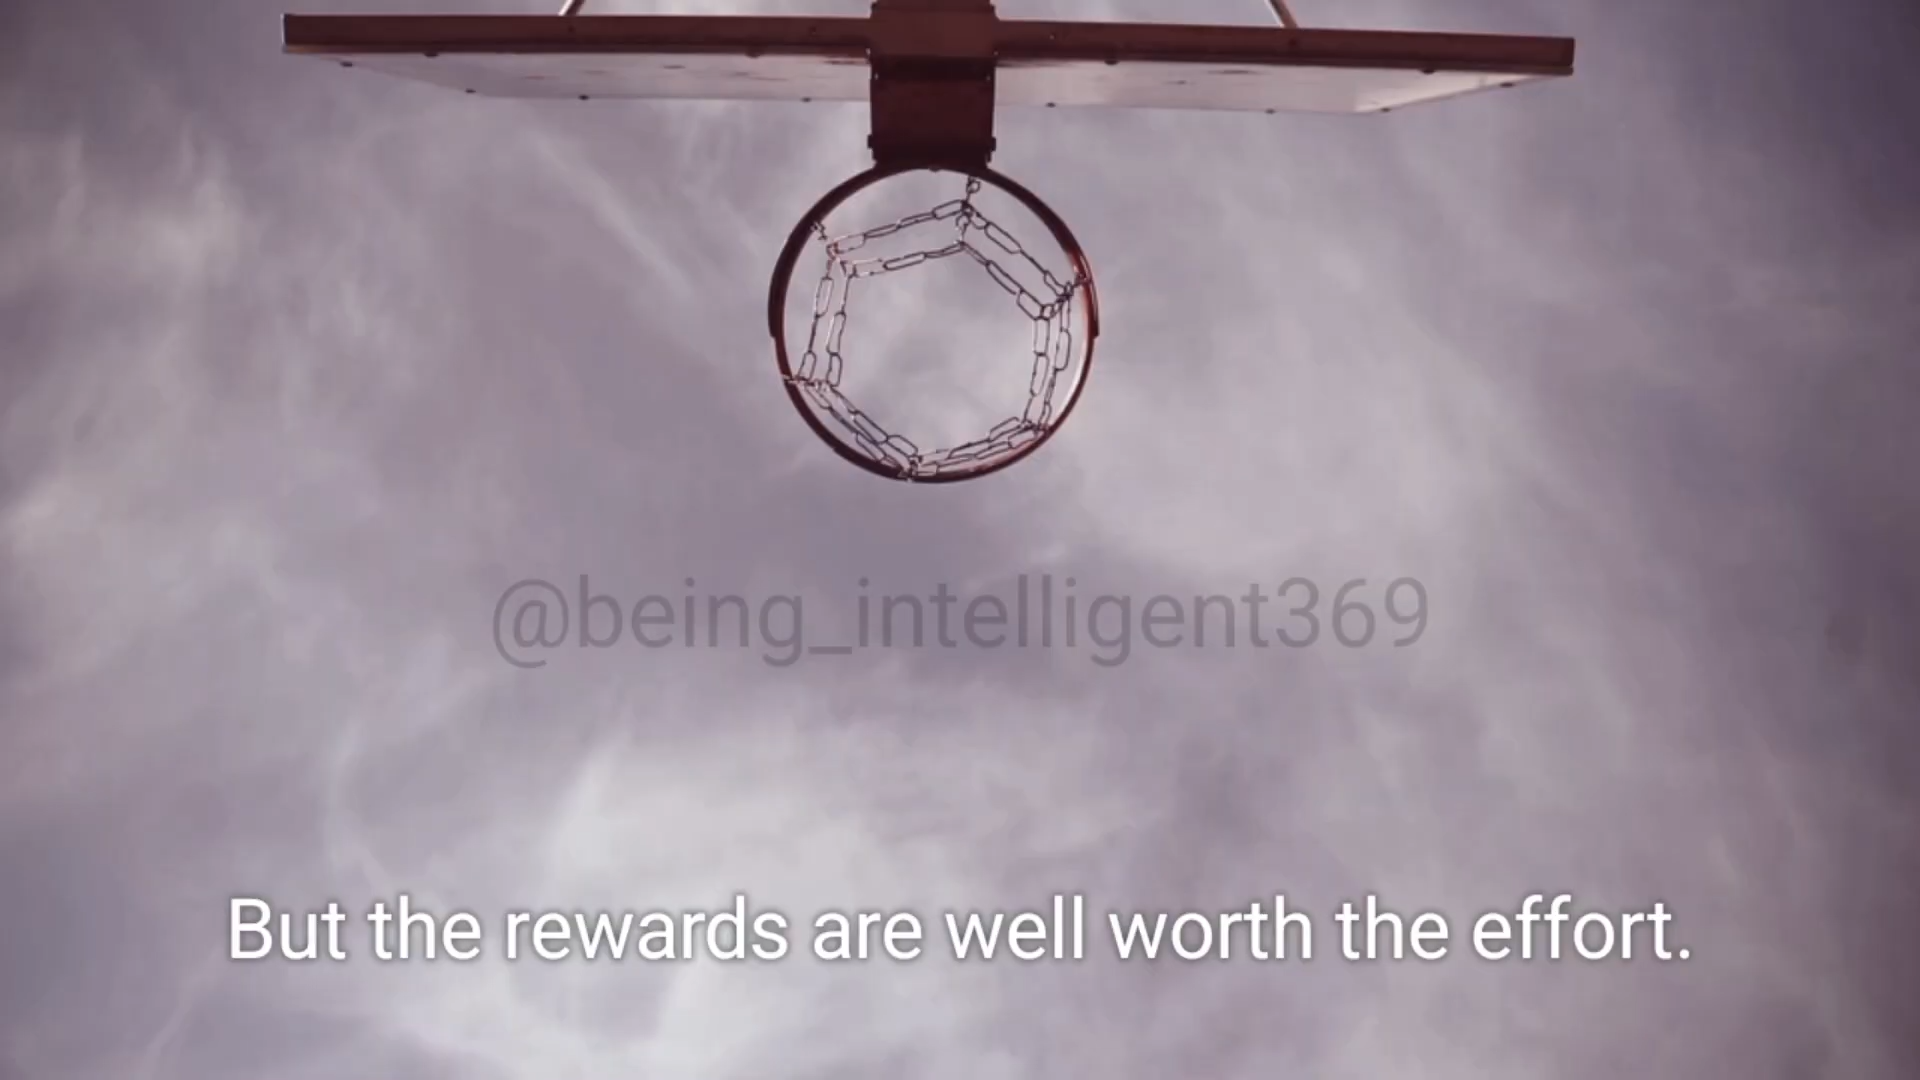 @being_intelligent369
But the rewards are well worth the effort.